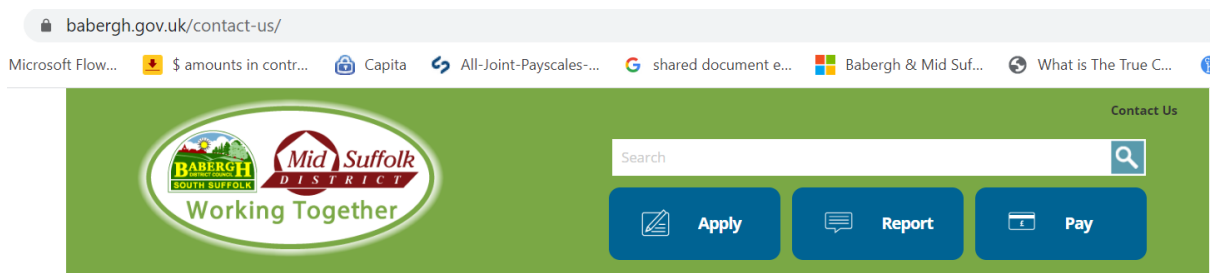 babergh.gov.uk/contact-us/
Microsoft Flow... $ amounts in contr... Capita All-Joint-Payscales-... shared document e... Babergh & Mid Suf... What is The True C...
Contact Us
Search
BABERGH
DISTRICT COUNCIL
SOUTH SUFFOLK
Mid Suffolk
DISTRICT
Working Together
Apply Report £ Pay